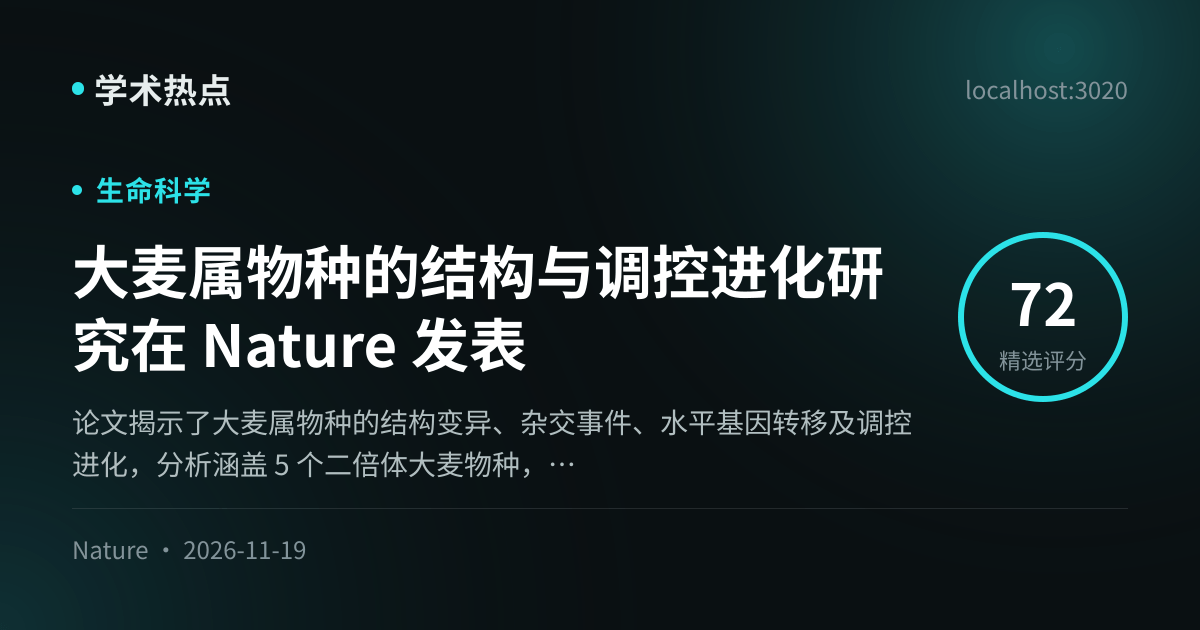 学术热点
localhost:3020
生命科学
大麦属物种的结构与调控进化研
究在 Nature 发表
72
精选评分
论文揭示了大麦属物种的结构变异、杂交事件、水平基因转移及调控
进化，分析涵盖 5 个二倍体大麦物种，…
Nature · 2026-11-19